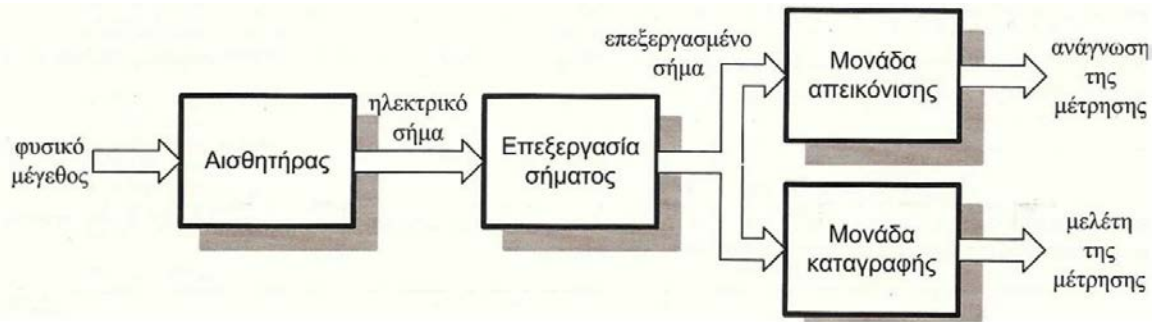 φυσικό
μέγεθος
Αισθητήρας
ηλεκτρικό
σήμα
Επεξεργασία
σήματος
επεξεργασμένο
σήμα
Μονάδα
απεικόνισης
ανάγνωση
της
μέτρησης
Μονάδα
καταγραφής
μελέτη
της
μέτρησης